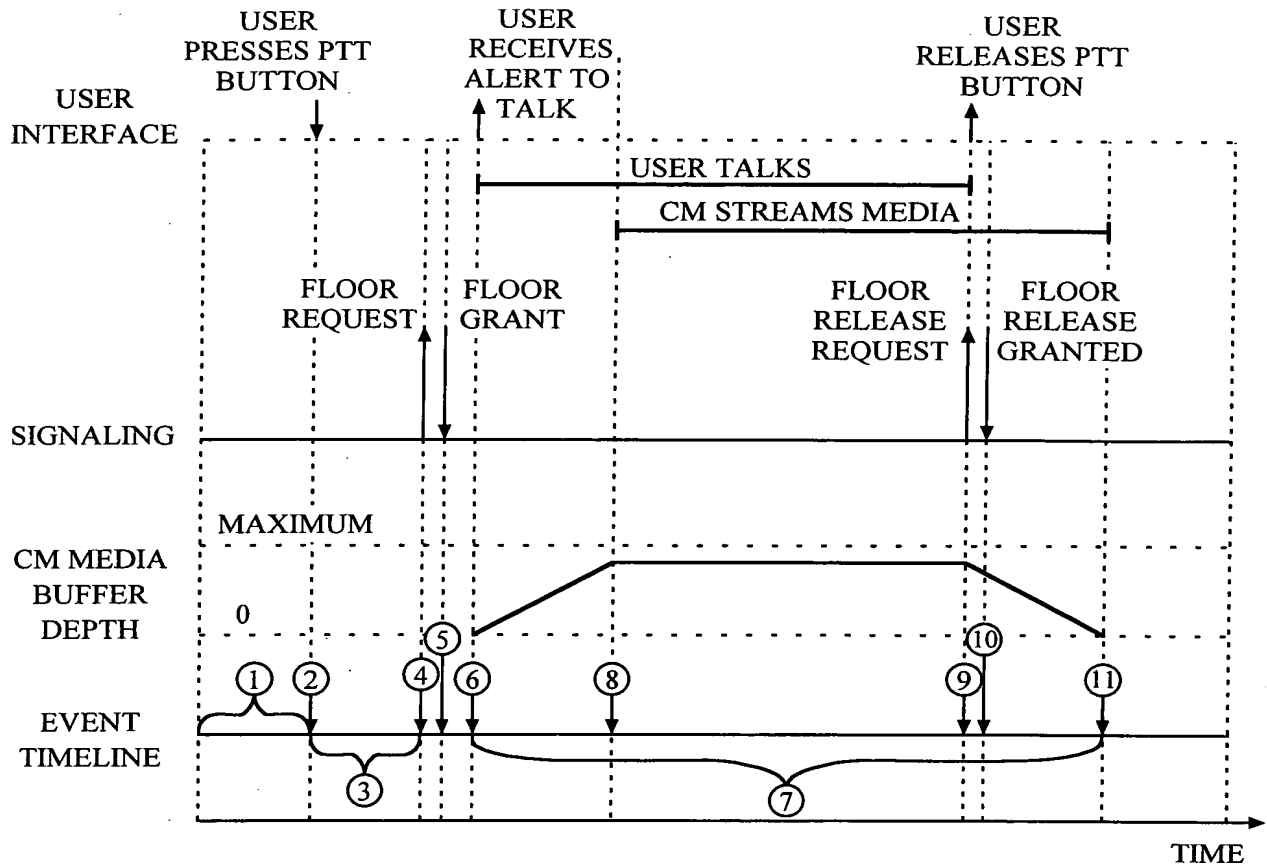 USER
PRESSES PTT
BUTTON
USER
RECEIVES
ALERT TO
TALK
USER
RELEASES PTT
BUTTON
USER
INTERFACE
USER TALKS
CM STREAMS MEDIA
FLOOR
REQUEST
FLOOR
GRANT
FLOOR
RELEASE
REQUEST
FLOOR
RELEASE
GRANTED
SIGNALING
MAXIMUM
CM MEDIA
BUFFER
DEPTH
0
5
10
1
2
4
6
8
9
11
EVENT
TIMELINE
3
7
TIME